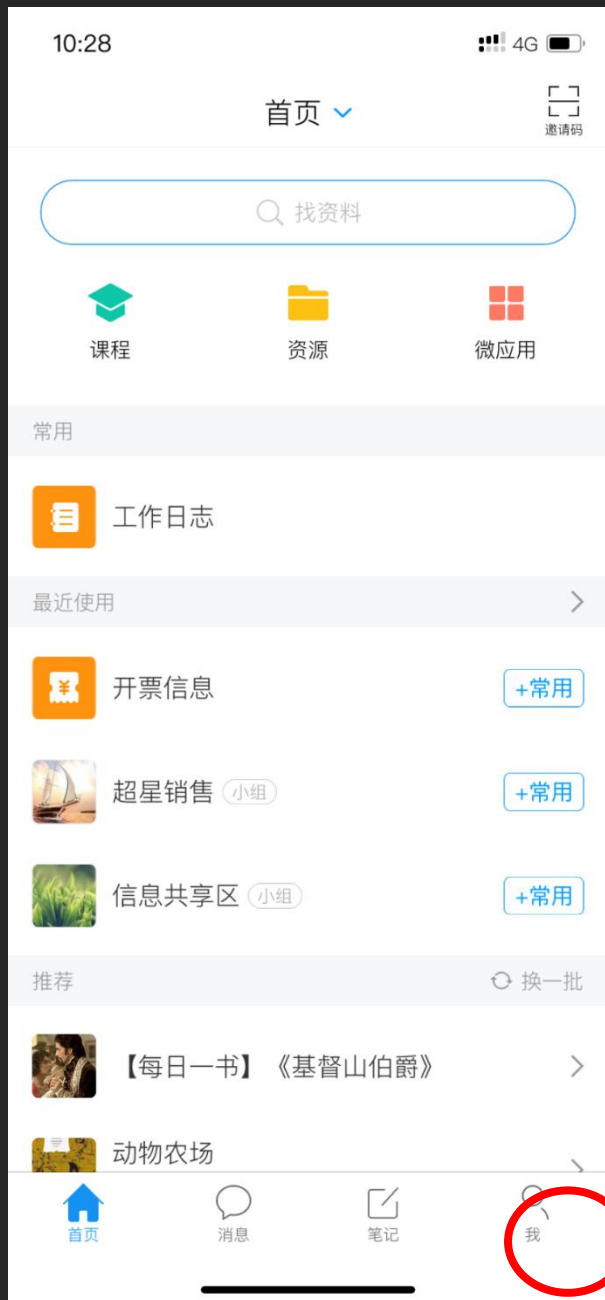 10:28 4G
首页
邀请码
找资料
课程 资源 微应用
常用
工作日志
最近使用
开票信息 +常用
超星销售 小组 +常用
信息共享区 小组 +常用
推荐 换一批
【每日一书】《基督山伯爵》
动物农场
首页 消息 笔记 我